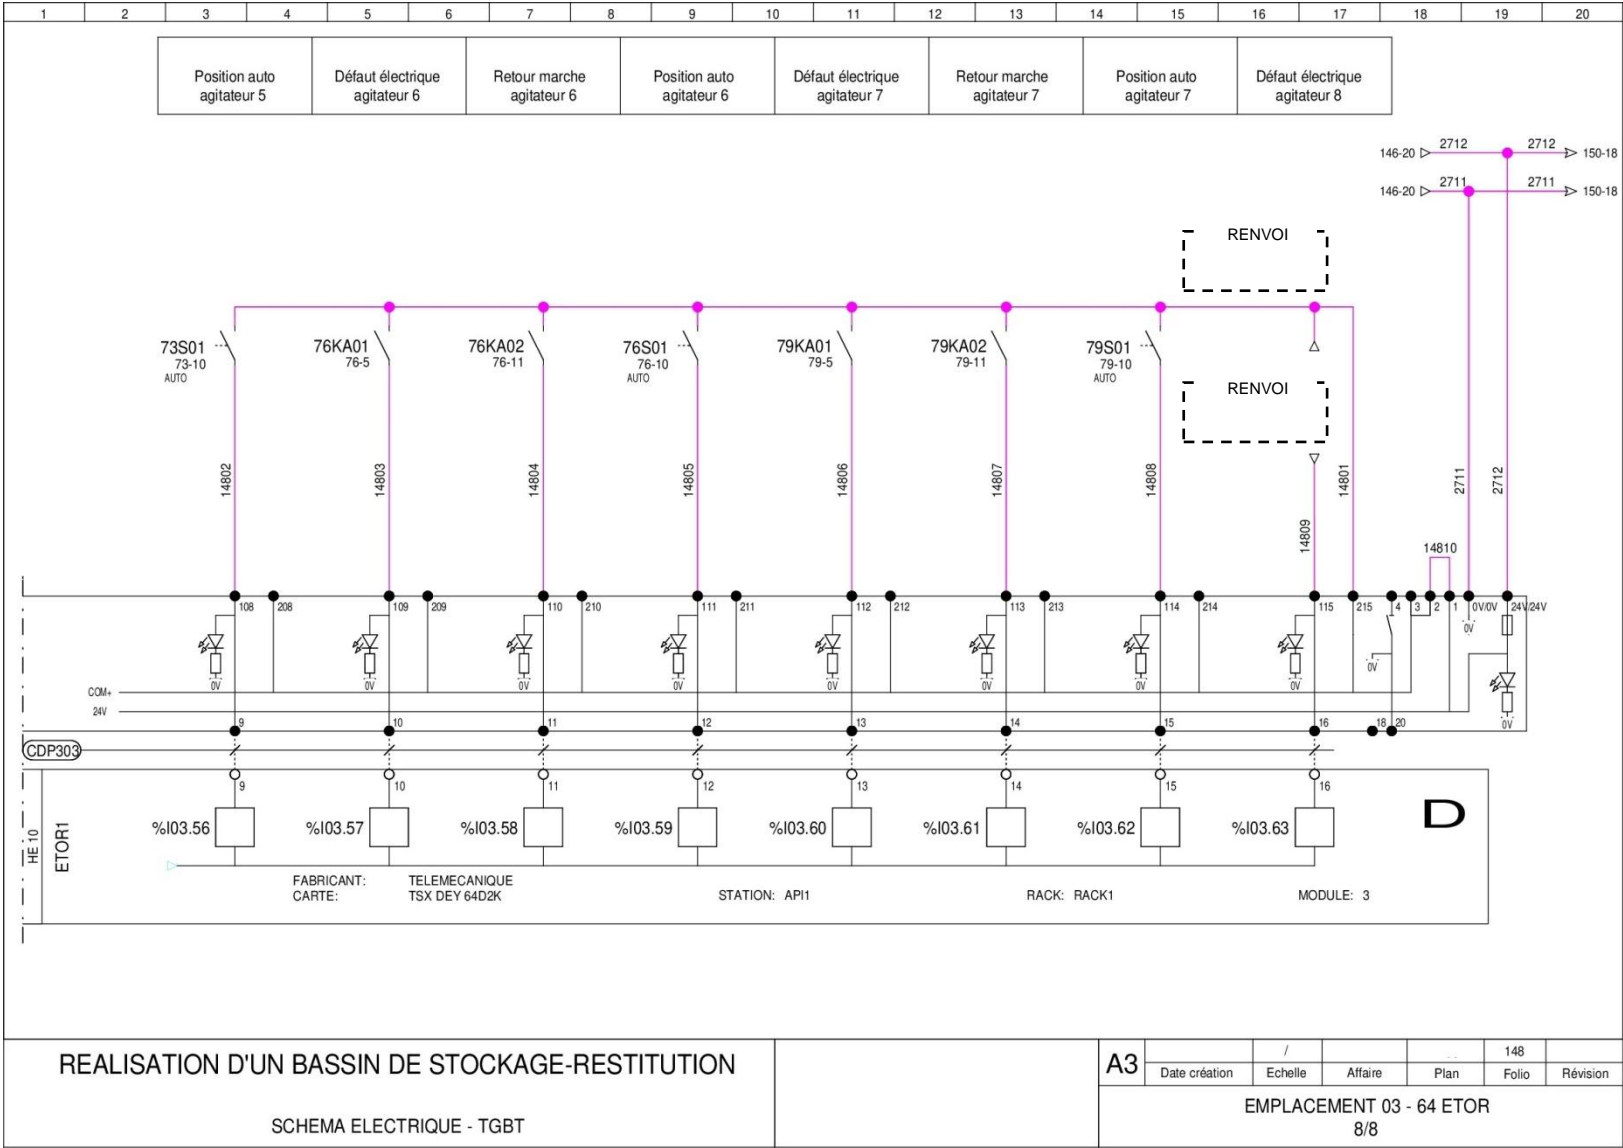 1 2 3 4 5 6 7 8 9 10 11 12 13 14 15 16 17 18 19 20
Position auto
agitateur 5
Défaut électrique
agitateur 6
Retour marche
agitateur 6
Position auto
agitateur 6
Défaut électrique
agitateur 7
Retour marche
agitateur 7
Position auto
agitateur 7
Défaut électrique
agitateur 8
146-20 2712 2712 150-18
146-20 2711 2711 150-18
RENVOI
73S01
73-10
AUTO
76KA01
76-5
76KA02
76-11
76S01
76-10
AUTO
79KA01
79-5
79KA02
79-11
79S01
79-10
AUTO
RENVOI
14802 14803 14804 14805 14806 14807 14808 14809 14801 2711 2712
14810
108 208 109 209 110 210 111 211 112 212 113 213 114 214 115 215 4 3 2 1 0V/0V 24V/24V
0V
0V
0V 0V 0V 0V 0V 0V 0V 0V
COM+
24V
0V
9 10 11 12 13 14 15 16 18 20
CDP303
9 10 11 12 13 14 15 16
HE 10
ETOR1
%I03.56 %I03.57 %I03.58 %I03.59 %I03.60 %I03.61 %I03.62 %I03.63
D
FABRICANT: TELEMECANIQUE
CARTE: TSX DEY 64D2K STATION: API1 RACK: RACK1 MODULE: 3
REALISATION D'UN BASSIN DE STOCKAGE-RESTITUTION
SCHEMA ELECTRIQUE - TGBT
A3
/ . . 148
Date création Echelle Affaire Plan Folio Révision
EMPLACEMENT 03 - 64 ETOR
8/8